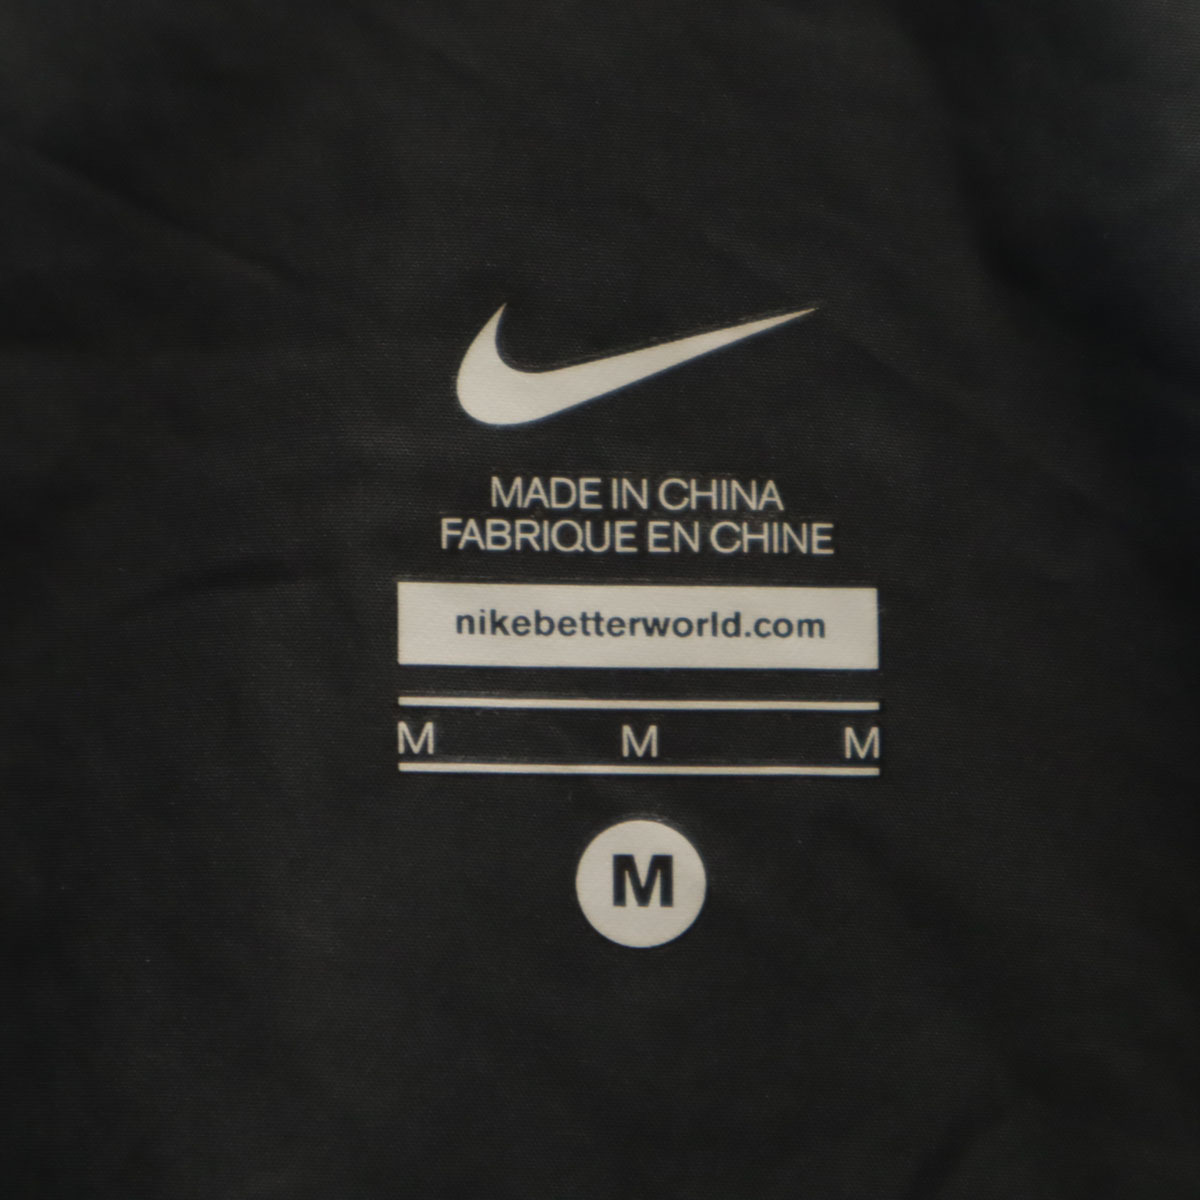 MADE IN CHINA
FABRIQUE EN CHINE
nikebetterworld.com
M M M
M